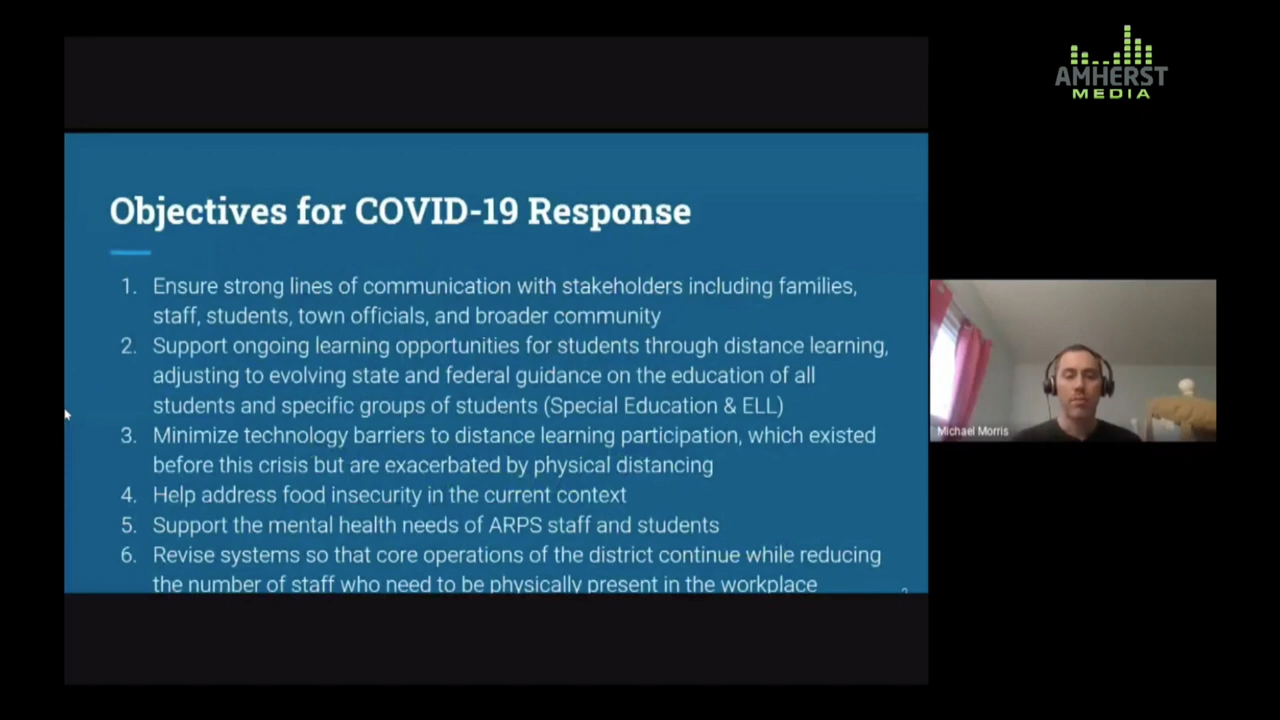 AMHERST
MEDIA
Objectives for COVID-19 Response
1. Ensure strong lines of communication with stakeholders including families,
staff, students, town officials, and broader community
2. Support ongoing learning opportunities for students through distance learning,
adjusting to evolving state and federal guidance on the education of all
students and specific groups of students (Special Education & ELL)
3. Minimize technology barriers to distance learning participation, which existed
before this crisis but are exacerbated by physical distancing
4. Help address food insecurity in the current context
5. Support the mental health needs of ARPS staff and students
6. Revise systems so that core operations of the district continue while reducing
the number of staff who need to be physically present in the workplace
Michael Morris